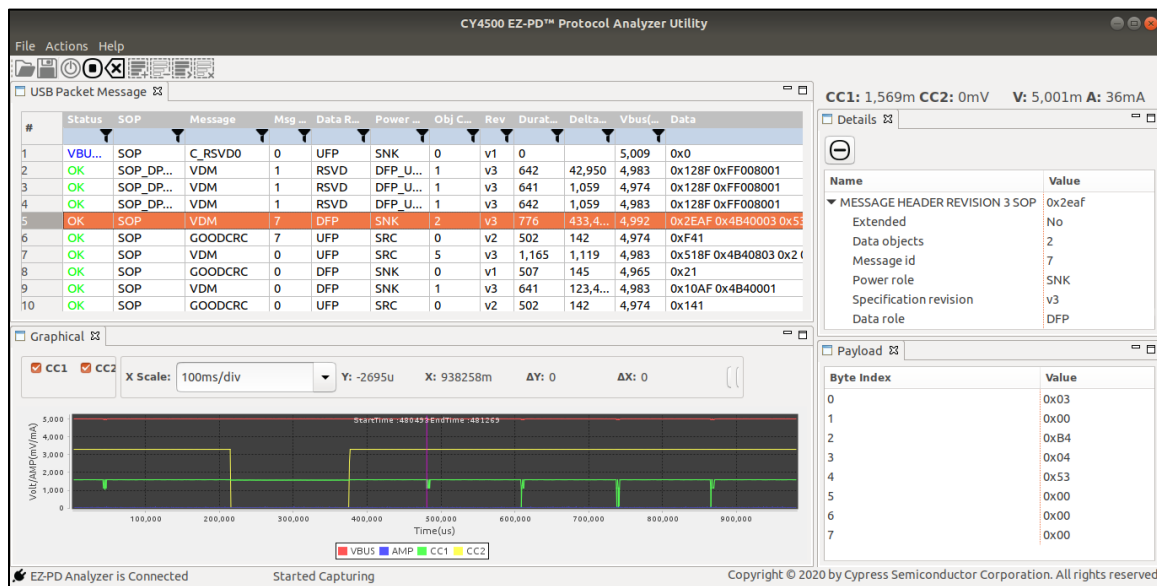 CY4500 EZ-PD™ Protocol Analyzer Utility
File Actions Help
USB Packet Message
CC1: 1,569m CC2: 0mV V: 5,001m A: 36mA
# Status SOP Message Msg ... Data R... Power ... Obj C... Rev Durat... Delta... Vbus(... Data
1 VBU... SOP C_RSVD0 0 UFP SNK 0 v1 0 5,009 0x0
2 OK SOP_DP... VDM 1 RSVD DFP_U... 1 v3 642 42,950 4,983 0x128F 0xFF008001
3 OK SOP_DP... VDM 1 RSVD DFP_U... 1 v3 641 1,059 4,974 0x128F 0xFF008001
4 OK SOP_DP... VDM 1 RSVD DFP_U... 1 v3 642 1,059 4,983 0x128F 0xFF008001
5 OK SOP VDM 7 DFP SNK 2 v3 776 433,4... 4,992 0x2EAF 0x4B40003 0x53
6 OK SOP GOODCRC 7 UFP SRC 0 v2 502 142 4,974 0xF41
7 OK SOP VDM 0 UFP SRC 5 v3 1,165 1,119 4,983 0x518F 0x4B40803 0x2 0
8 OK SOP GOODCRC 0 DFP SNK 0 v1 507 145 4,965 0x21
9 OK SOP VDM 0 DFP SNK 1 v3 641 123,4... 4,983 0x10AF 0x4B40001
10 OK SOP GOODCRC 0 UFP SRC 0 v2 502 142 4,974 0x141
Details
Name Value
MESSAGE HEADER REVISION 3 SOP 0x2eaf
Extended No
Data objects 2
Message id 7
Power role SNK
Specification revision v3
Data role DFP
Graphical
CC1 CC2 X Scale: 100ms/div Y: -2695u X: 938258m ΔY: 0 ΔX: 0
StartTime :480493 EndTime :481269
Volt/AMP(mV/mA)
5,000
4,000
3,000
2,000
1,000
0
100,000 200,000 300,000 400,000 500,000 600,000 700,000 800,000 900,000
Time(us)
VBUS AMP CC1 CC2
Payload
Byte Index Value
0 0x03
1 0x00
2 0xB4
3 0x04
4 0x53
5 0x00
6 0x00
7 0x00
EZ-PD Analyzer is Connected Started Capturing Copyright © 2020 by Cypress Semiconductor Corporation. All rights reserved